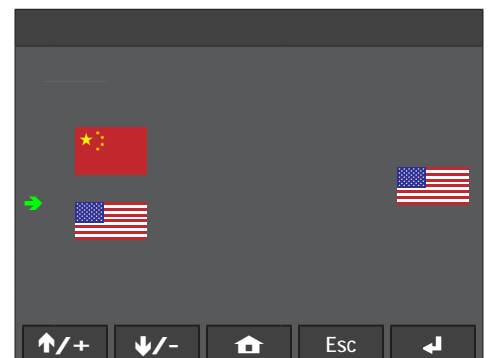 ↑/+ ↓/- Esc ↵